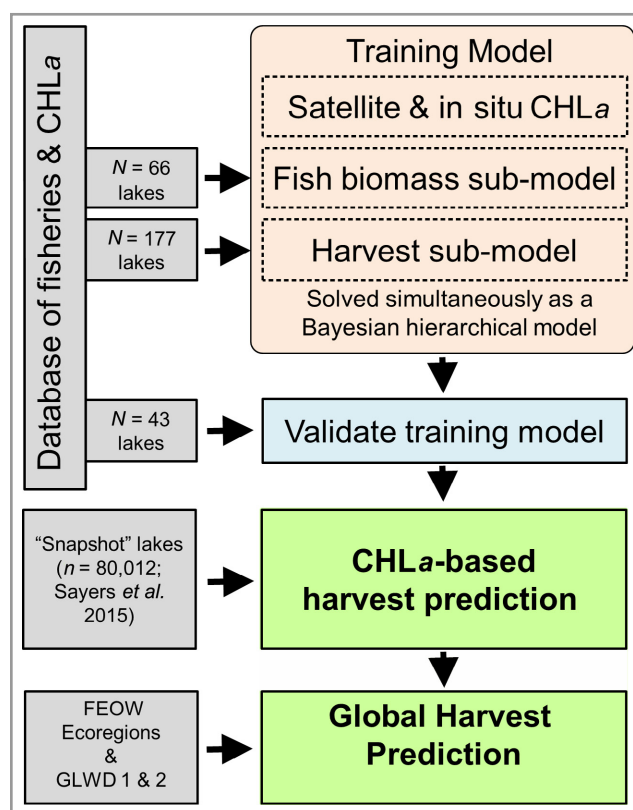 Database of fisheries & CHLa
Training Model
Satellite & in situ CHLa
N = 66
lakes
Fish biomass sub-model
N = 177
lakes
Harvest sub-model
Solved simultaneously as a
Bayesian hierarchical model
N = 43
lakes
Validate training model
“Snapshot” lakes
(n = 80,012;
Sayers et al.
2015)
CHLa-based
harvest prediction
FEOW
Ecoregions
&
GLWD 1 & 2
Global Harvest
Prediction